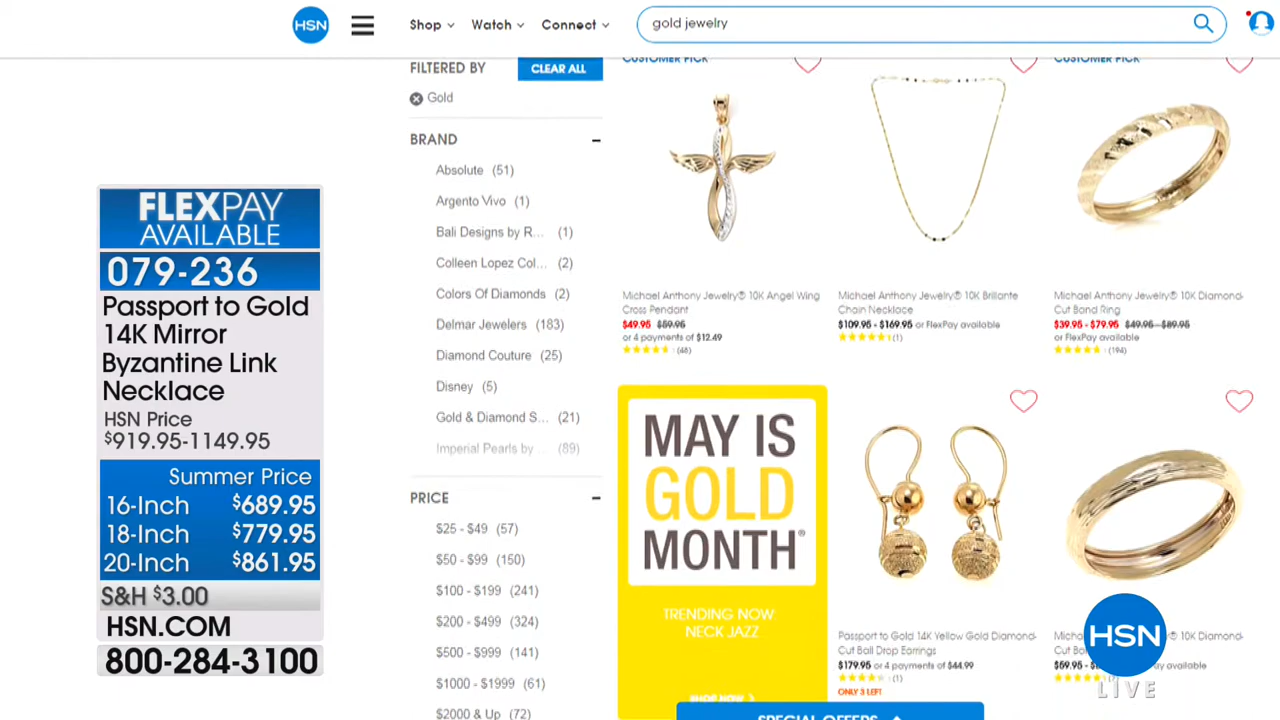 HSN
Shop
Watch
Connect
gold jewelry
FLEXPAY
AVAILABLE
079-236
Passport to Gold
14K Mirror
Byzantine Link
Necklace
HSN Price
$919.95-1149.95
Summer Price
16-Inch $689.95
18-Inch $779.95
20-Inch $861.95
S&H $3.00
HSN.COM
800-284-3100
FILTERED BY
CLEAR ALL
Gold
BRAND
Absolute (51)
Argento Vivo (1)
Bali Designs by R... (1)
Colleen Lopez Col... (2)
Colors Of Diamonds (2)
Delmar Jewelers (183)
Diamond Couture (25)
Disney (5)
Gold & Diamond S... (21)
Imperial Pearls by ... (89)
PRICE
$25 - $49 (57)
$50 - $99 (150)
$100 - $199 (241)
$200 - $499 (324)
$500 - $999 (141)
$1000 - $1999 (61)
$2000 & Up (72)
CUSTOMER PICK
Michael Anthony Jewelry® 10K Angel Wing
Cross Pendant
$49.95 $59.95
or 4 payments of $12.49
(46)
Michael Anthony Jewelry® 10K Brillante
Chain Necklace
$109.95 - $169.95 or FlexPay available
(1)
CUSTOMER PICK
Michael Anthony Jewelry® 10K Diamond-
Cut Band Ring
$39.95 - $79.95 $49.95 - $89.95
or FlexPay available
(194)
MAY IS
GOLD
MONTH®
TRENDING NOW:
NECK JAZZ
SHOP NOW
Passport to Gold 14K Yellow Gold Diamond-
Cut Ball Drop Earrings
$179.95 or 4 payments of $44.99
(1)
ONLY 3 LEFT
10K Diamond-
available
HSN
LIVE
SPECIAL OFFERS